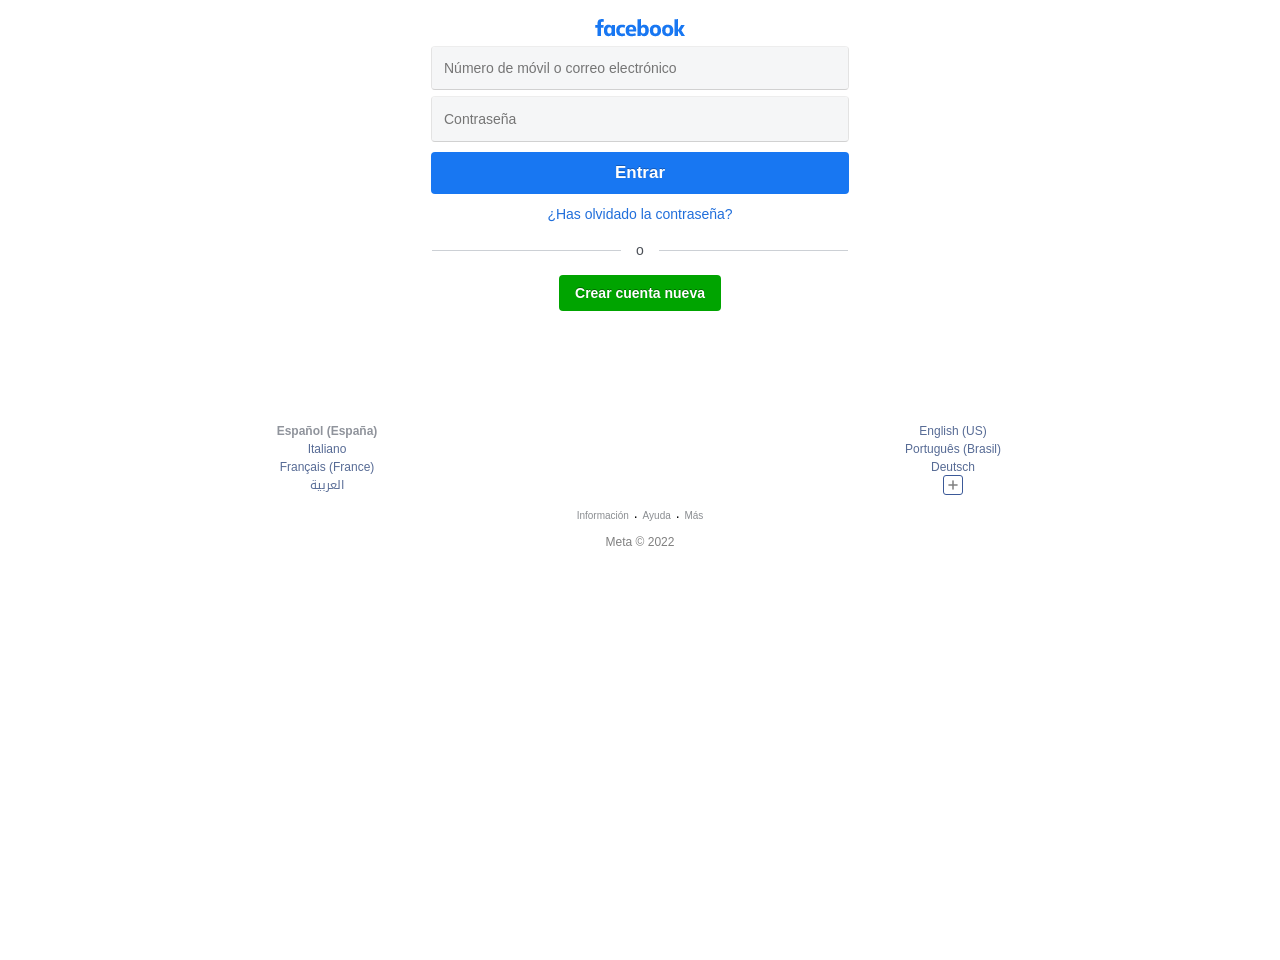 facebook
Número de móvil o correo electrónico
Contraseña
Entrar
¿Has olvidado la contraseña?
o
Crear cuenta nueva
Español (España)
Italiano
Français (France)
العربية
English (US)
Português (Brasil)
Deutsch
Información · Ayuda · Más
Meta © 2022